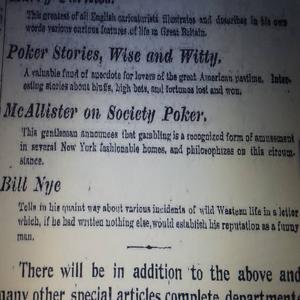 This greatest of all English caricaturists illustrates and describes in his own
words various curious features of life in Great Britain.
Poker Stories, Wise and Witty.
A valuable fund of anecdote for lovers of the great American pastime. Inter-
esting stories about bluffs, high bets, and fortunes lost and won.
McAllister on Society Poker.
This gentleman announces that gambling is a recognized form of amusement
in several New York fashionable homes, and philosophizes on this circum-
stance.
Bill Nye
Tells in his quaint way about various incidents of wild Western life in a letter
which, if he had written nothing else, would establish his reputation as a funny
man.
There will be in addition to the above and
many other special articles complete department